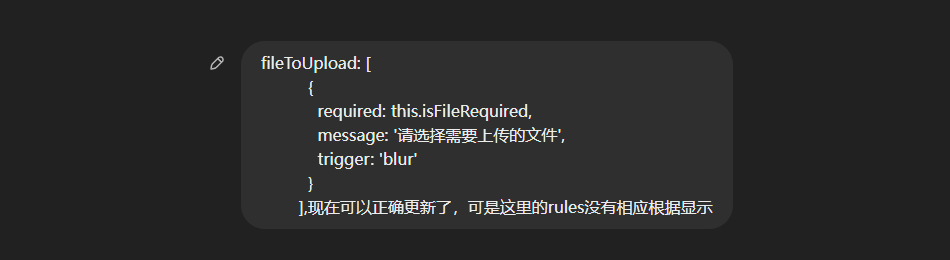 fileToUpload: [
{
required: this.isFileRequired,
message: '请选择需要上传的文件',
trigger: 'blur'
}
],现在可以正确更新了，可是这里的rules没有相应根据显示